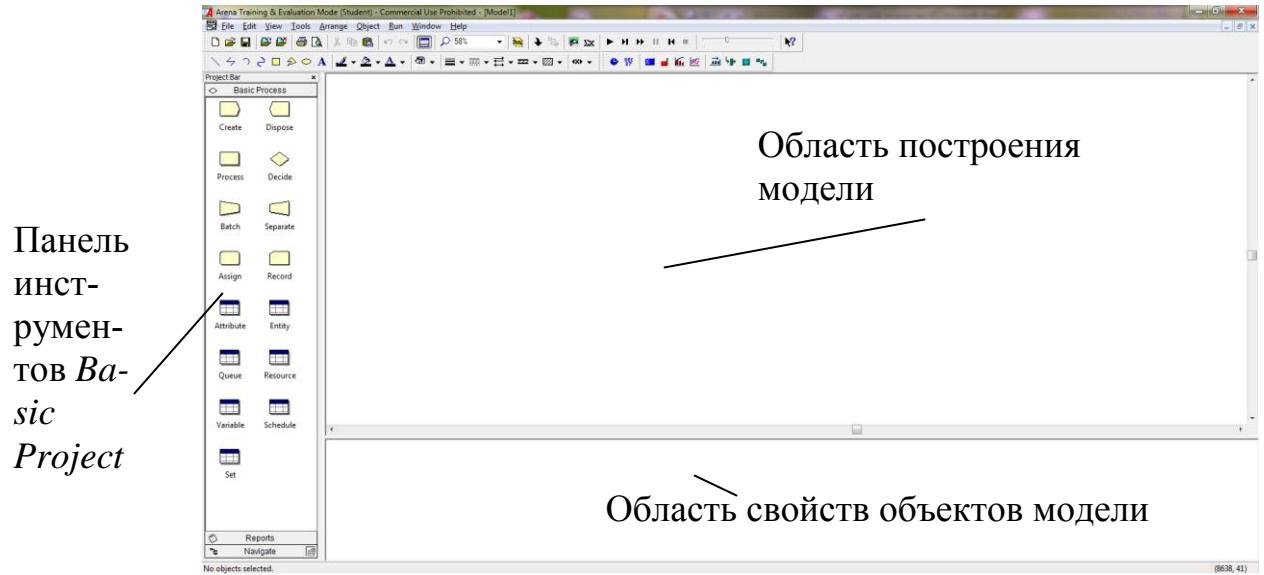 Arena Training & Evaluation Mode (Student) - Commercial Use Prohibited - [Model1]
File Edit View Tools Arrange Object Run Window Help
58%
Project Bar
Basic Process
Create Dispose
Process Decide
Batch Separate
Assign Record
Attribute Entity
Queue Resource
Variable Schedule
Set
Reports
Navigate
No objects selected.
(8638, 41)
Панель
инст-
румен-
тов Ba-
sic
Project
Область построения
модели
Область свойств объектов модели